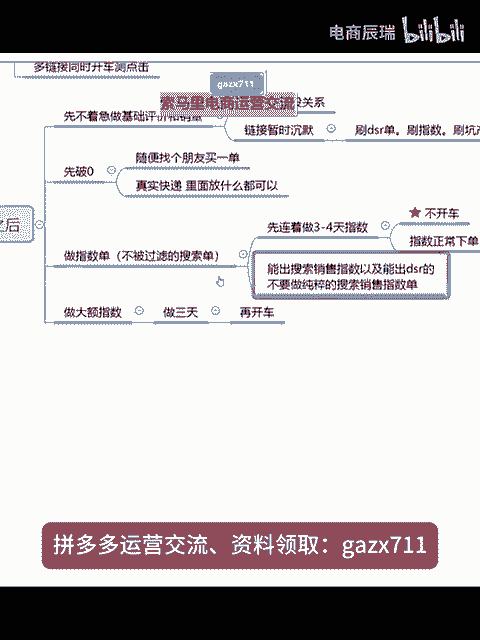 电商辰瑞 bilibili
多链接同时开车测点击
gazx711
索马里电商运营交流
关系
先不着急做基础评价和销量
链接暂时沉默
刷dsr单。刷指数。刷坑产
先破0
随便找个朋友买一单
真实快递 里面放什么都可以
之后
先连着做3-4天指数
不开车
指数正常下单
做指数单（不被过滤的搜索单）
能出搜索销售指数以及能出dsr的
不要做纯粹的搜索销售指数单
做大额指数
做三天
再开车
拼多多运营交流、资料领取：gazx711